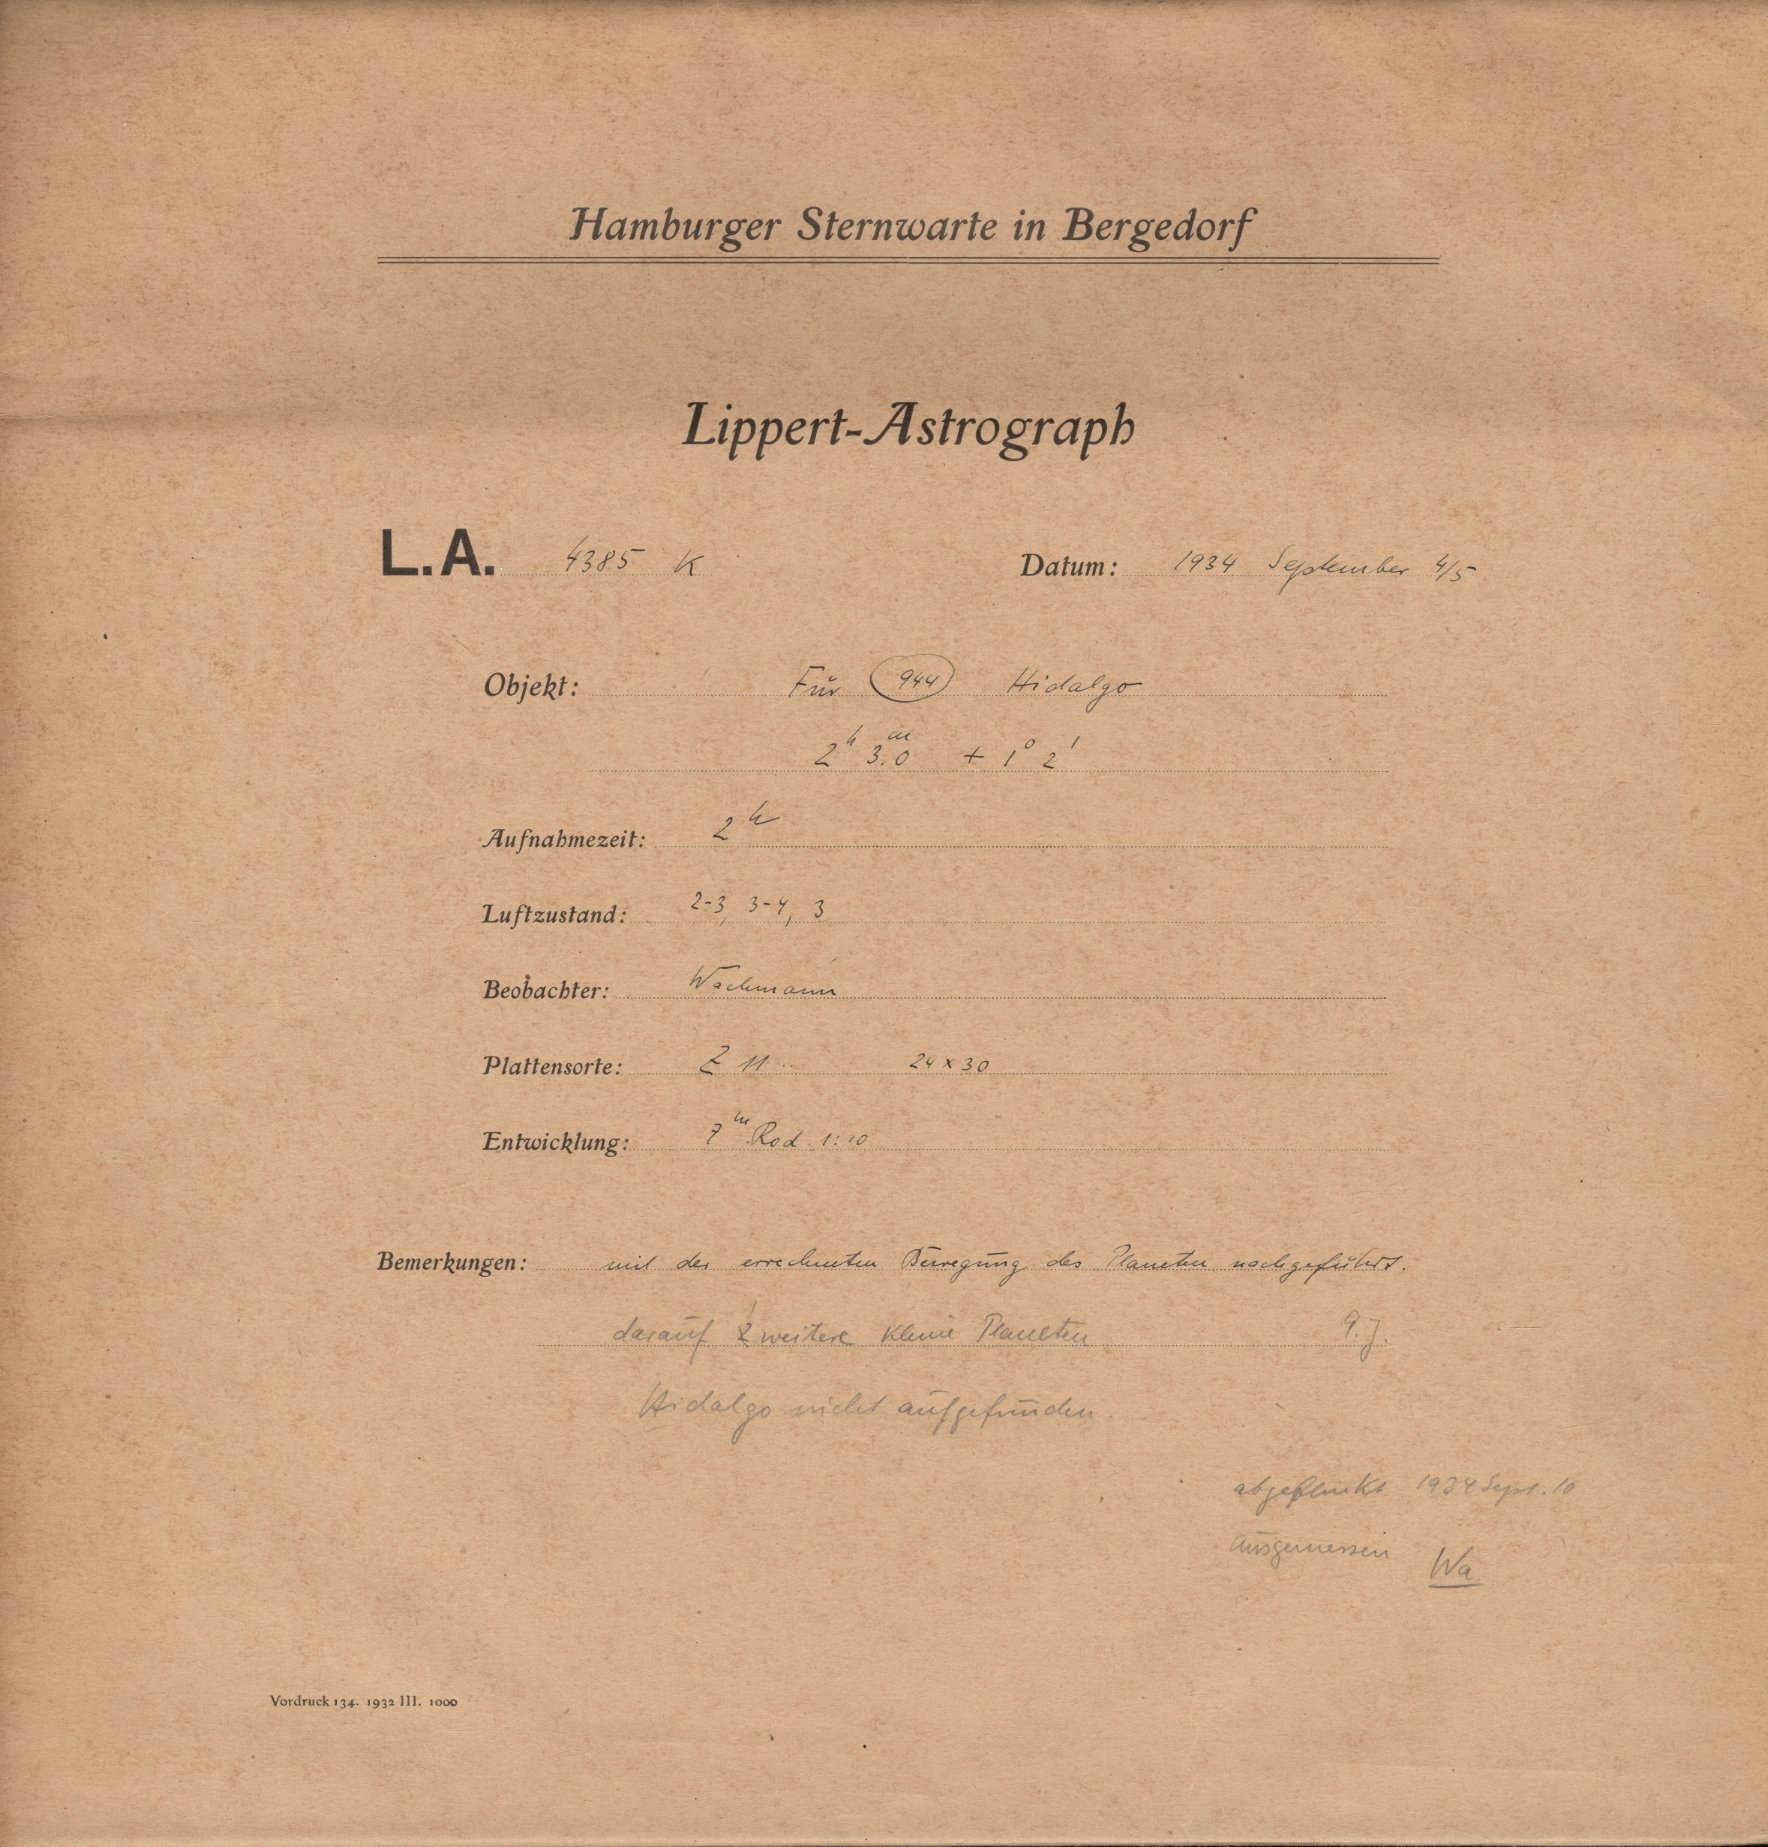 Hamburger Sternwarte in Bergedorf
Lippert-Astrograph
L.A. 4385 K Datum: 1934 September 4/5
Objekt: Für 944 Hidalgo
2h 3.0m + 1° 2'
Aufnahmezeit: 2h
Luftzustand: 2-3, 3-4, 3
Beobachter: Wachmann
Plattensorte: Z 11 24 x 30
Entwicklung: 7m Rod 1:10
Bemerkungen: mit der errechneten Bewegung des Planeten nachgeführt.
darauf weitere kleine Planeten
Hidalgo nicht aufgefunden.
abgeblinkt 1934 Sept. 10
ausgemessen Wa
Vordruck 134. 1932 III. 1000